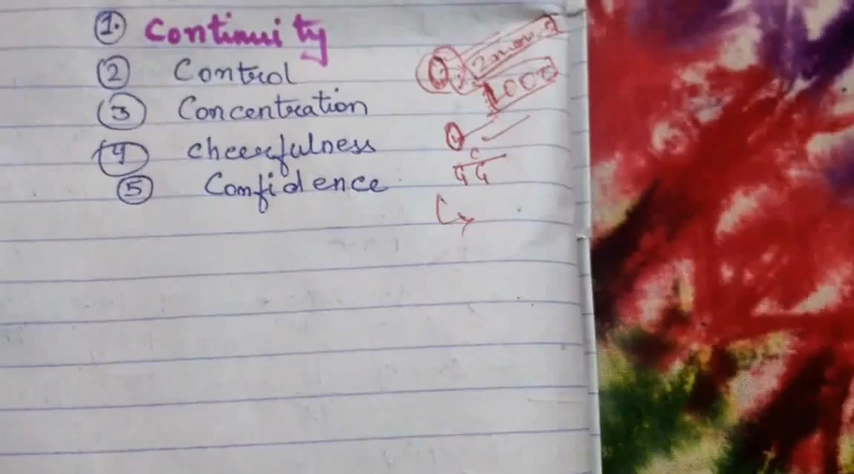 1. Continuity
2 Control
3 Concentration
4 cheerfulness
5 Confidence
1000